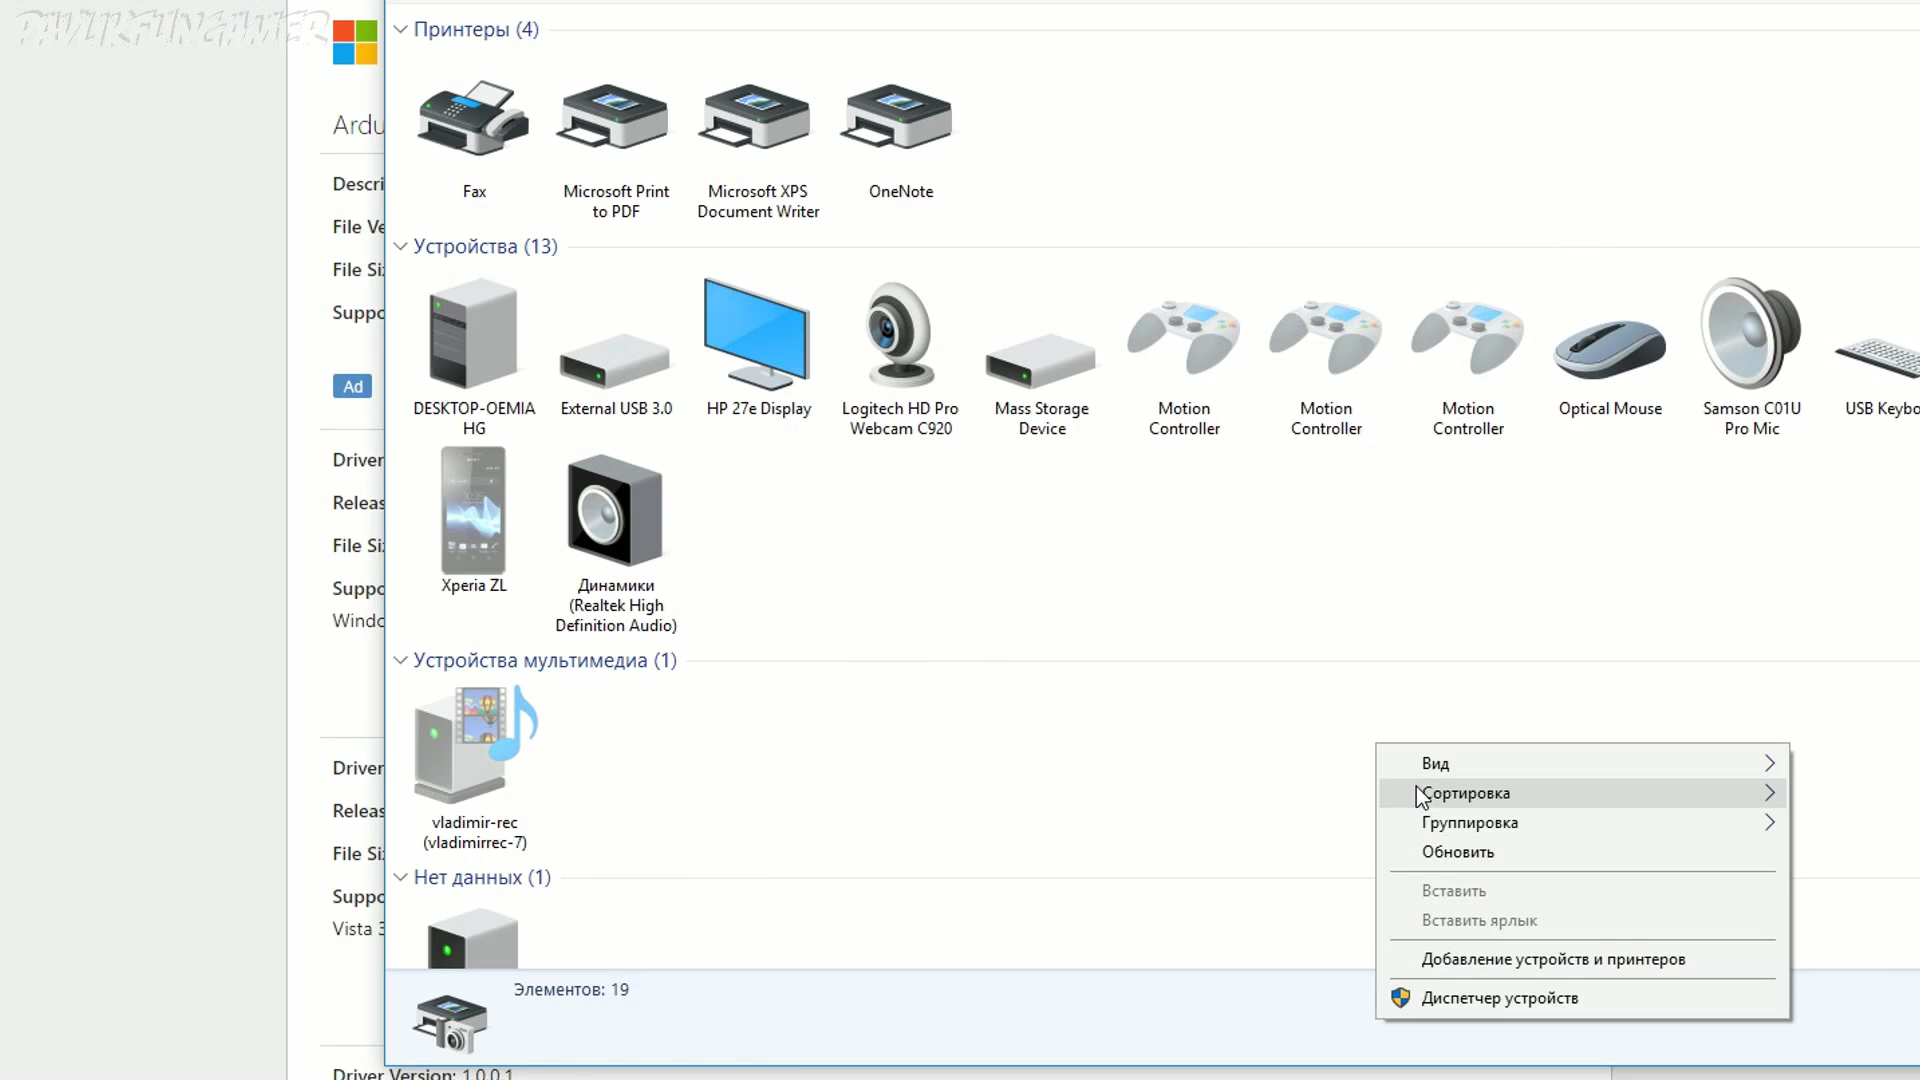 PAVLIKFUNGAMER
Принтеры (4)
Fax
Microsoft Print
to PDF
Microsoft XPS
Document Writer
OneNote
Устройства (13)
DESKTOP-OEMIA
HG
External USB 3.0
HP 27e Display
Logitech HD Pro
Webcam C920
Mass Storage
Device
Motion
Controller
Motion
Controller
Motion
Controller
Optical Mouse
Samson C01U
Pro Mic
USB Keybo
Xperia ZL
Динамики
(Realtek High
Definition Audio)
Устройства мультимедиа (1)
vladimir-rec
(vladimirrec-7)
Нет данных (1)
Элементов: 19
Вид
Сортировка
Группировка
Обновить
Вставить
Вставить ярлык
Добавление устройств и принтеров
Диспетчер устройств
Ardu
Descri
File Ve
File Si
Suppo
Ad
Driver
Releas
File Si
Suppo
Windo
Driver
Releas
File Si
Suppo
Vista 3
Driver Version: 1.0.0.1